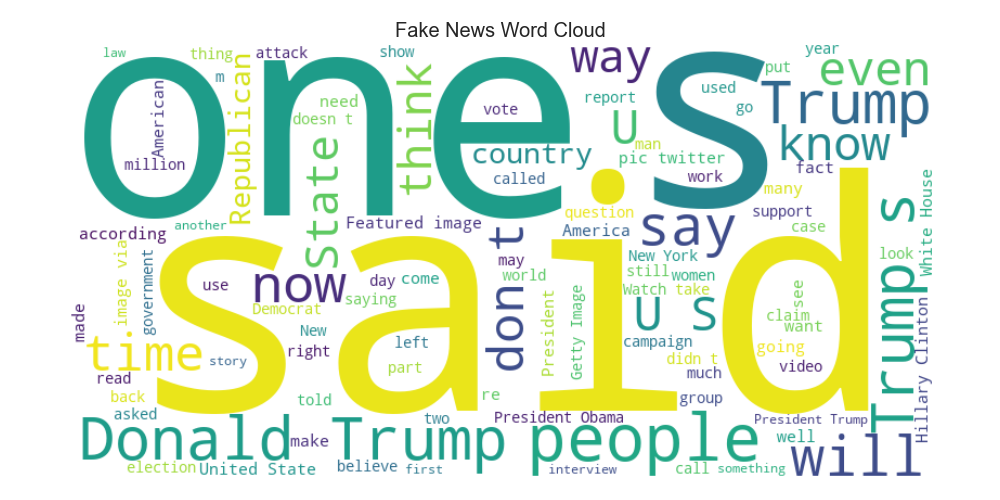 Fake News Word Cloud
law
thing
attack
show
way
year
even
one
s
think
put
Trump
m
American
Republican
need
doesn t
vote
report
used
go
U
know
million
state
man
pic twitter
country
called
work
fact
many
according
another
Featured image
question
America
say
support
case
Trump s
White House
said
image via
government
use
now
day
come
saying
don t
may
world
New York
still
women
Watch
take
look
see
claim
want
made
Democrat
New
President
Getty Image
U S
time
story
right
left
part
campaign
didn t
going
video
Hillary Clinton
read
back
asked
told
re
much
group
two
President Obama
President Trump
Donald Trump
make
people
well
will
election
United State
believe
first
interview
call
something